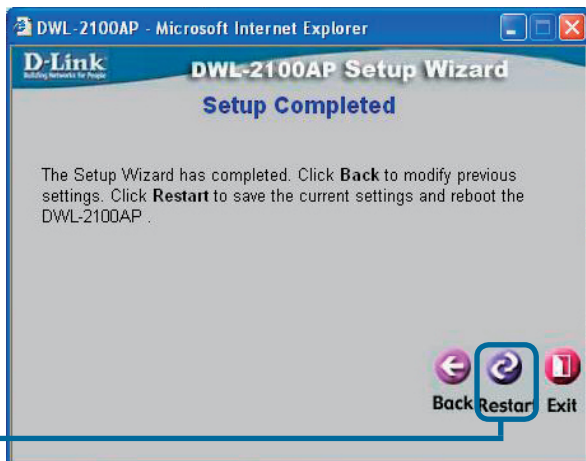 DWL-2100AP - Microsoft Internet Explorer
D-Link
Building Networks for People
DWL-2100AP Setup Wizard
Setup Completed
The Setup Wizard has completed. Click Back to modify previous
settings. Click Restart to save the current settings and reboot the
DWL-2100AP .
Back Restart Exit